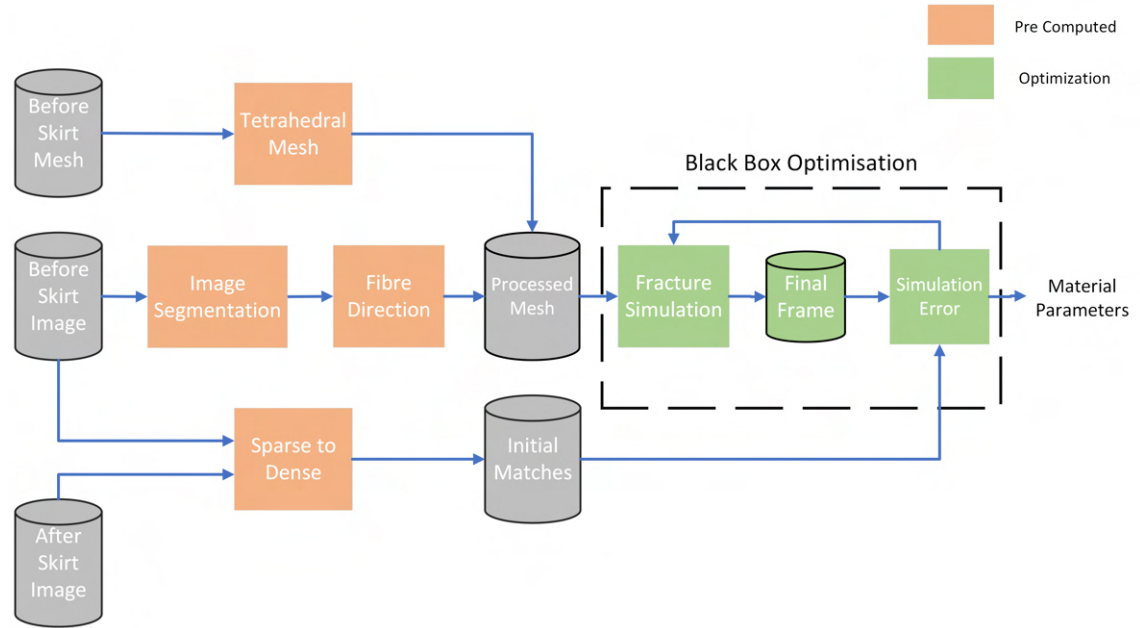 Pre Computed
Optimization
Before
Skirt
Mesh
Tetrahedral
Mesh
Black Box Optimisation
Before
Skirt
Image
Image
Segmentation
Fibre
Direction
Processed
Mesh
Fracture
Simulation
Final
Frame
Simulation
Error
Material
Parameters
Sparse to
Dense
Initial
Matches
After
Skirt
Image